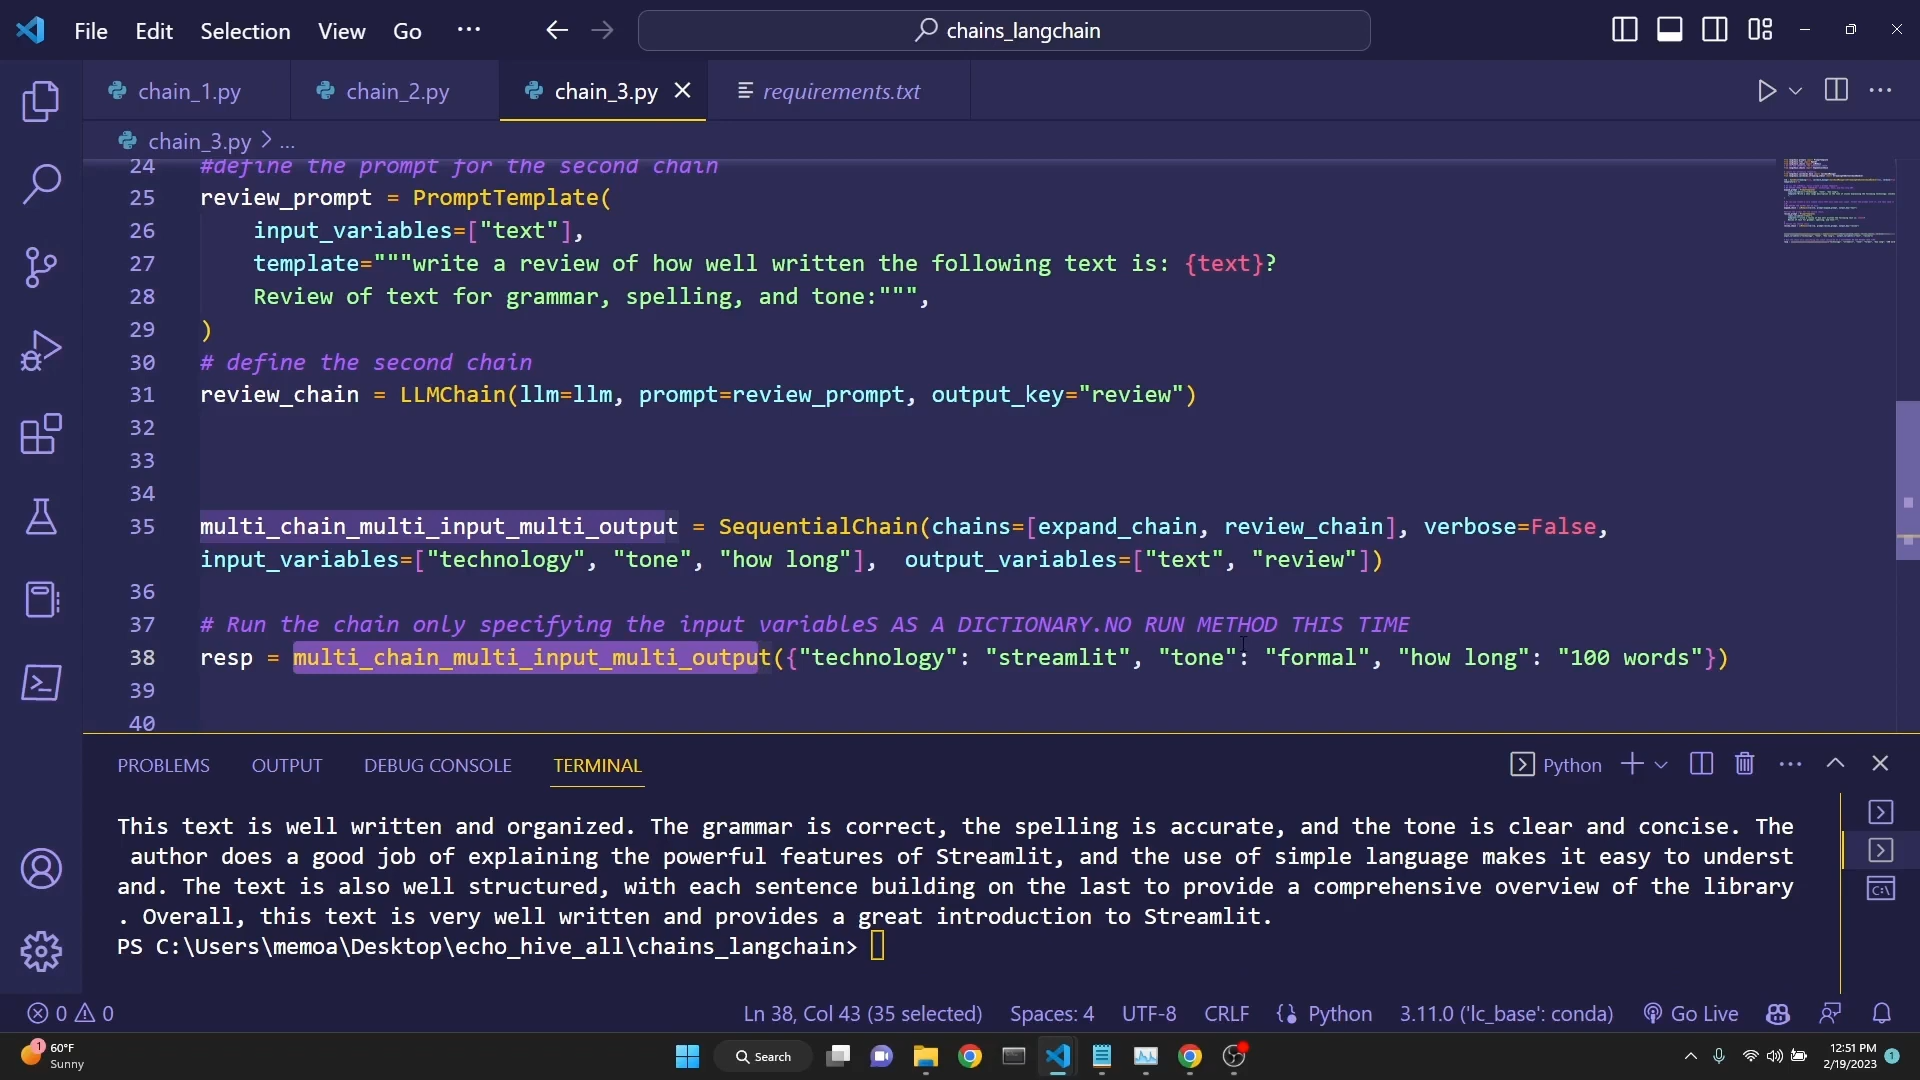 File Edit Selection View Go ··· chains_langchain
chain_1.py chain_2.py chain_3.py requirements.txt
chain_3.py > ...
24 #define the prompt for the second chain
25 review_prompt = PromptTemplate(
26 input_variables=["text"],
27 template="""write a review of how well written the following text is: {text}?
28 Review of text for grammar, spelling, and tone:""",
29 )
30 # define the second chain
31 review_chain = LLMChain(llm=llm, prompt=review_prompt, output_key="review")
32
33
34
35 multi_chain_multi_input_multi_output = SequentialChain(chains=[expand_chain, review_chain], verbose=False,
input_variables=["technology", "tone", "how long"],  output_variables=["text", "review"])
36
37 # Run the chain only specifying the input variableS AS A DICTIONARY.NO RUN METHOD THIS TIME
38 resp = multi_chain_multi_input_multi_output({"technology": "streamlit", "tone": "formal", "how long": "100 words"})
39
40
PROBLEMS OUTPUT DEBUG CONSOLE TERMINAL Python
This text is well written and organized. The grammar is correct, the spelling is accurate, and the tone is clear and concise. The
author does a good job of explaining the powerful features of Streamlit, and the use of simple language makes it easy to underst
and. The text is also well structured, with each sentence building on the last to provide a comprehensive overview of the library
. Overall, this text is very well written and provides a great introduction to Streamlit.
PS C:\Users\memoa\Desktop\echo_hive_all\chains_langchain>
0 0 Ln 38, Col 43 (35 selected) Spaces: 4 UTF-8 CRLF Python 3.11.0 ('lc_base': conda) Go Live
1 60°F Search 12:51 PM
Sunny 2/19/2023 1